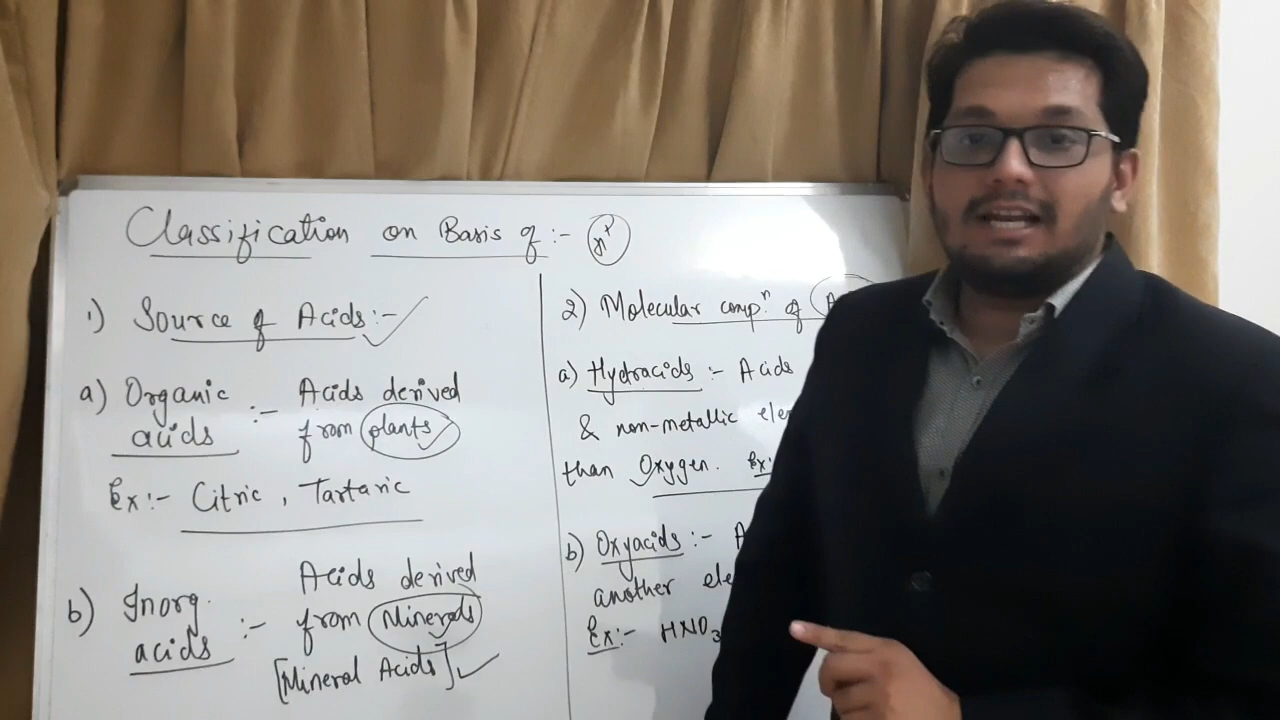 Classification on Basis of :-
1) Source of Acids :-
a) Organic acids :- Acids derived from plants
Ex :- Citric , Tartaric
b) Inorg. acids :- Acids derived from Minerals
[Mineral Acids]
2) Molecular compⁿ. of
a) Hydracids :- Acids
& non-metallic
than Oxygen. Ex:
b) Oxyacids :-
another
Ex :- HNO₃